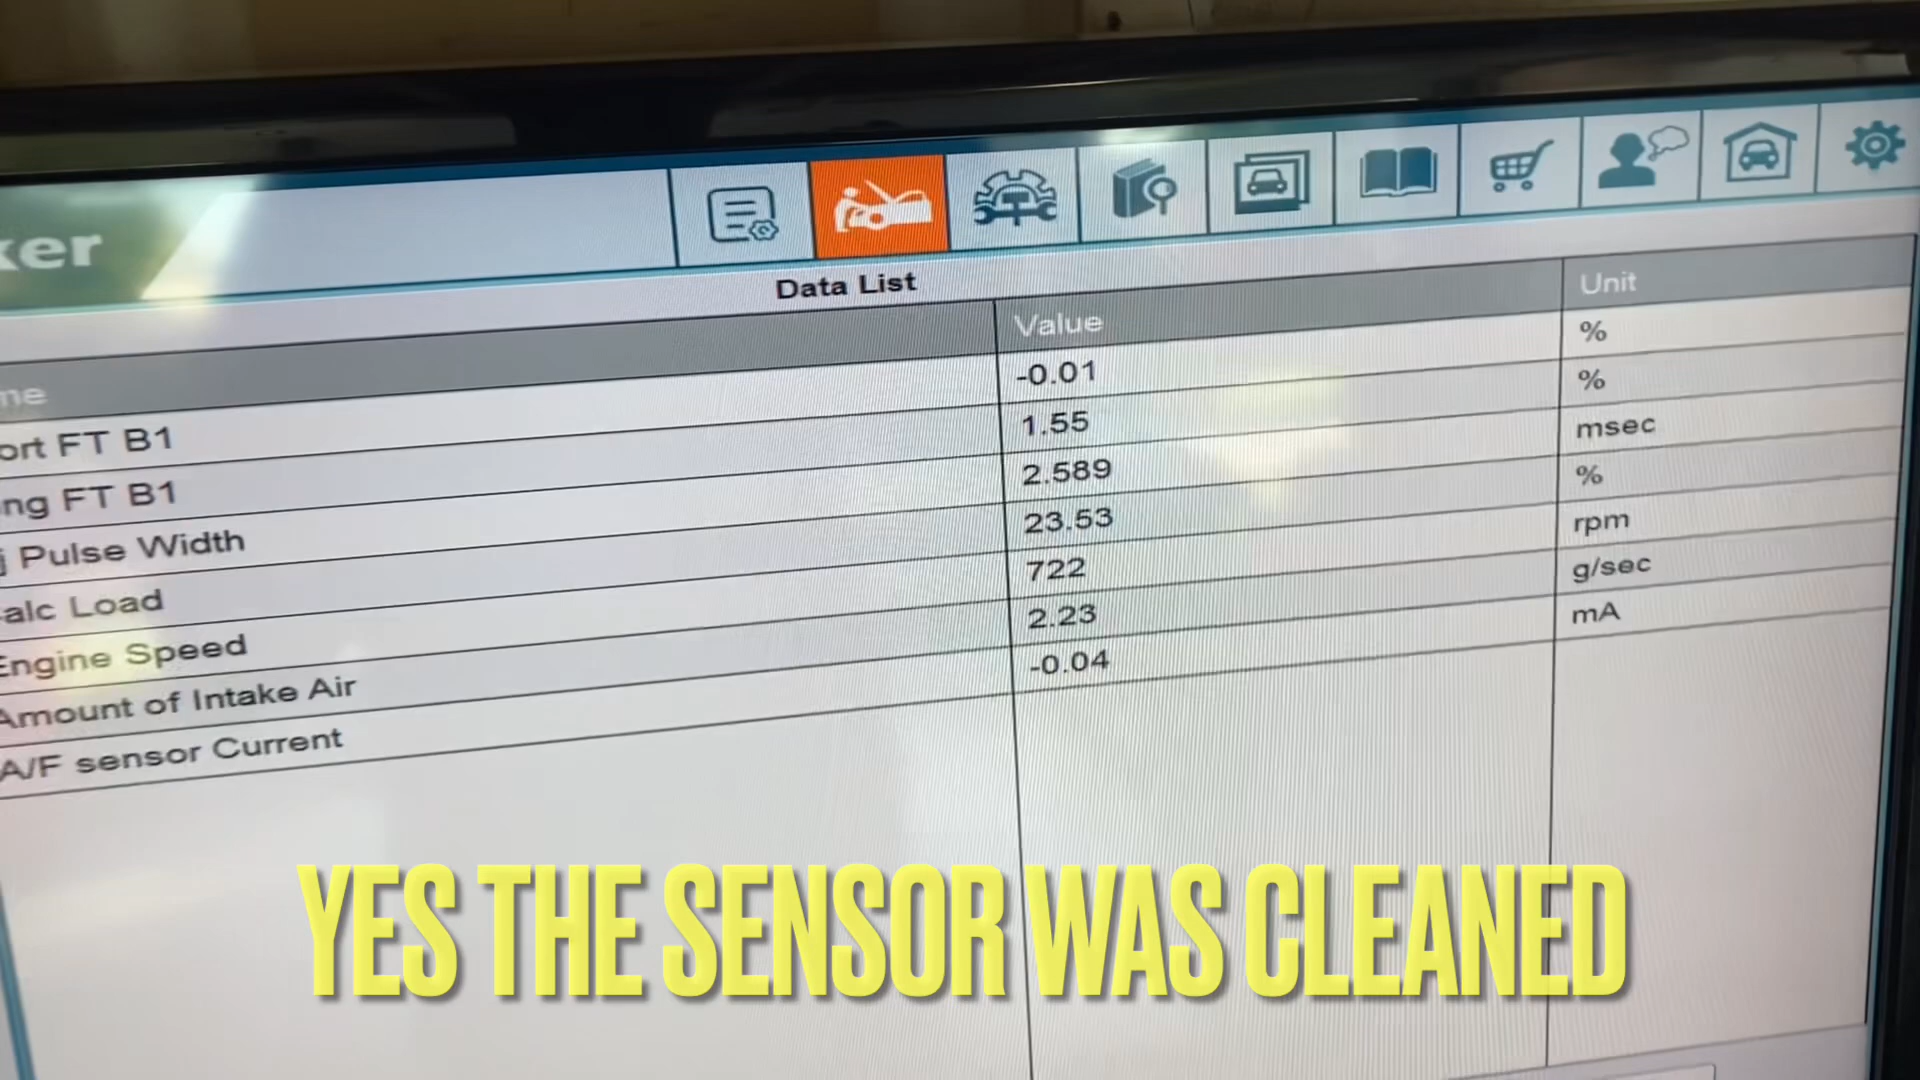 ker
Data List
me Value Unit
ort FT B1 -0.01 %
ng FT B1 1.55 %
j Pulse Width 2.589 msec
alc Load 23.53 %
Engine Speed 722 rpm
Amount of Intake Air 2.23 g/sec
A/F sensor Current -0.04 mA
YES THE SENSOR WAS CLEANED